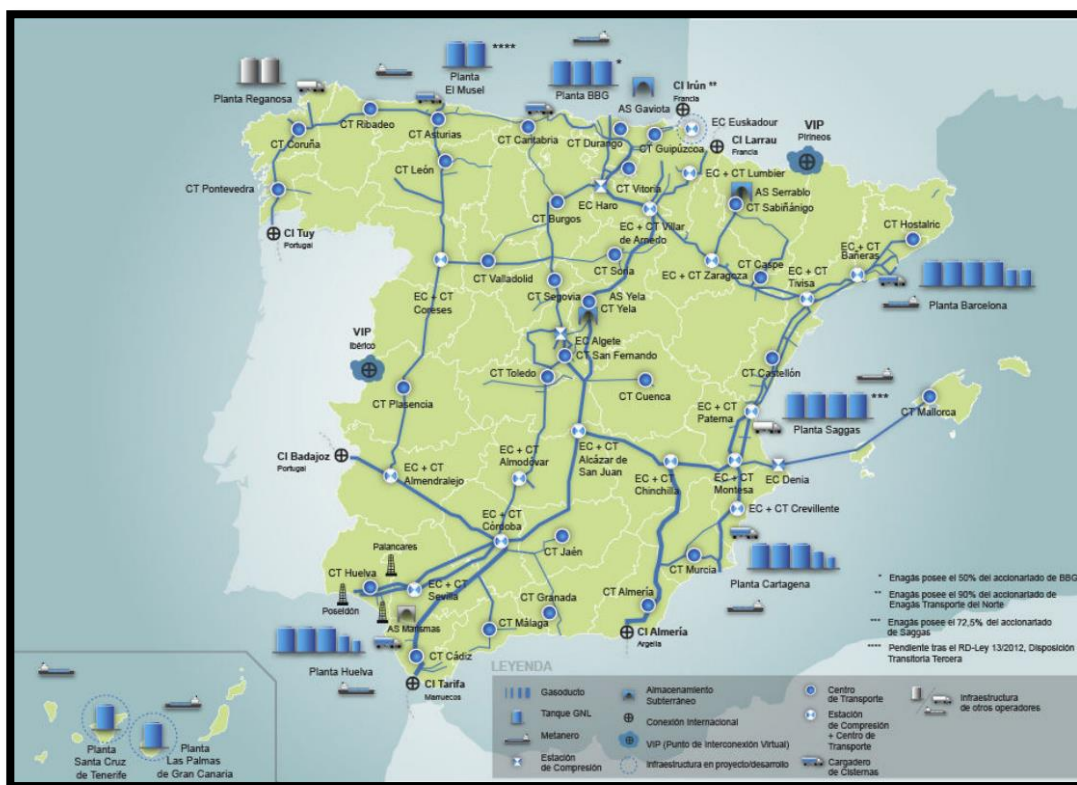 ****
Planta
El Musel
*
Planta BBG
Planta Reganosa
AS Gaviota
CI Irún **
Francia
EC Euskadour
CI Larrau
Francia
VIP
Pirineos
CT Ribadeo
CT Coruña
CT Asturias
CT Cantabria
CT Durango
CT Guipúzcoa
CT León
CT Pontevedra
CT Vitoria
EC + CT Lumbier
AS Serrablo
CT Sabiñánigo
EC Haro
CT Burgos
CI Tuy
Portugal
EC + CT Villar
de Arnedo
CT Hostalric
EC + CT
Bañeras
CT Valladolid
CT Soria
EC + CT Zaragoza
CT Caspe
EC + CT
Tivisa
EC + CT
Coreses
CT Segovia
AS Yela
CT Yela
Planta Barcelona
VIP
Ibérico
EC Algete
CT San Fernando
CT Toledo
CT Cuenca
CT Castellón
CT Plasencia
***
EC + CT
Paterna
Planta Saggas
CT Mallorca
CI Badajoz
Portugal
EC + CT
Almendralejo
EC + CT
Almodóvar
EC + CT
Alcázar de
San Juan
EC + CT
Chinchilla
EC + CT
Montesa
EC Denia
EC + CT Crevillente
EC + CT
Córdoba
CT Jaén
CT Murcia
Planta Cartagena
Palancares
CT Huelva
Poseidón
EC + CT
Sevilla
AS Marismas
CT Granada
CT Málaga
CT Almería
CI Almería
Argelia
Planta Huelva
CT Cádiz
CI Tarifa
Marruecos
* Enagás posee el 50% del accionariado de BBG
** Enagás posee el 90% del accionariado de
Enagás Transporte del Norte
*** Enagás posee el 72,5% del accionariado
de Saggas
**** Pendiente tras el RD-Ley 13/2012, Disposición
Transitoria Tercera
Planta
Santa Cruz
de Tenerife
Planta
Las Palmas
de Gran Canaria
LEYENDA
Gasoducto
Tanque GNL
Metanero
Estación
de Compresión
Almacenamiento
Subterráneo
Conexión Internacional
VIP (Punto de Interconexión Virtual)
Infraestructura en proyecto/desarrollo
Centro
de Transporte
Estación
de Compresión
+ Centro de
Transporte
Cargadero
de Cisternas
Infraestructura
de otros operadores